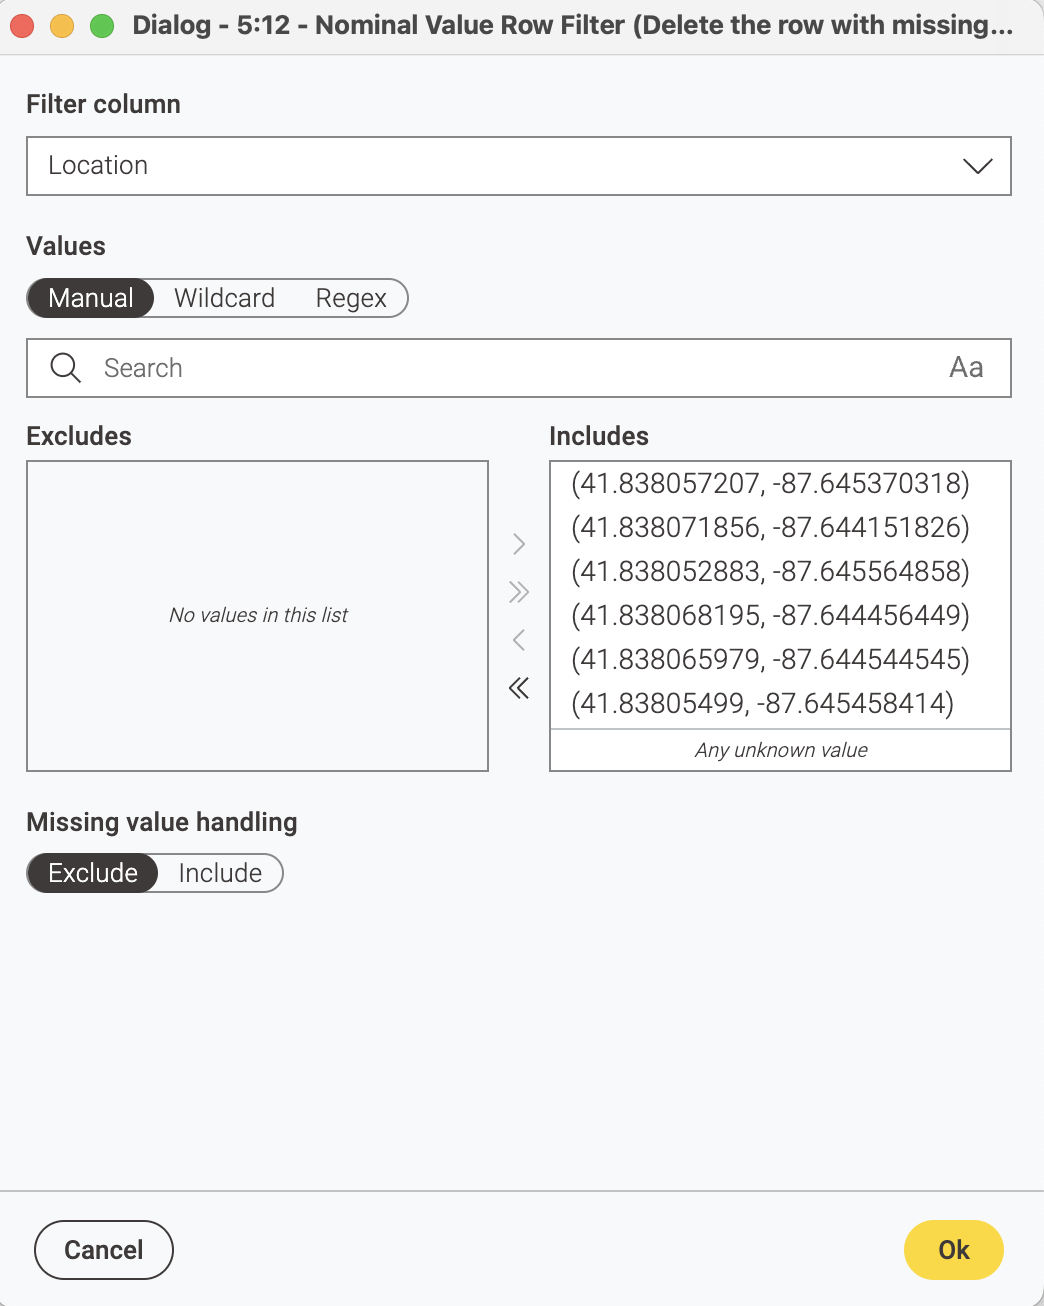 Dialog - 5:12 - Nominal Value Row Filter (Delete the row with missing...
Filter column
Location
Values
Manual Wildcard Regex
Search Aa
Excludes Includes
No values in this list
(41.838057207, -87.645370318)
(41.838071856, -87.644151826)
(41.838052883, -87.645564858)
(41.838068195, -87.644456449)
(41.838065979, -87.644544545)
(41.83805499, -87.645458414)
Any unknown value
Missing value handling
Exclude Include
Cancel Ok